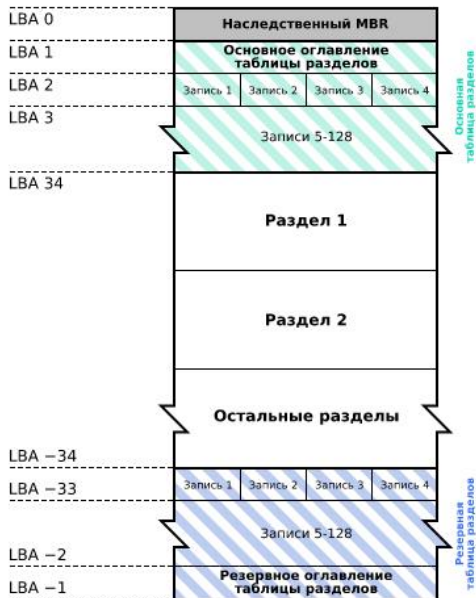 LBA 0
Наследственный MBR
LBA 1
Основное оглавление
таблицы разделов
LBA 2
Запись 1 Запись 2 Запись 3 Запись 4
LBA 3
Записи 5-128
Основная
таблица разделов
LBA 34
Раздел 1
Раздел 2
Остальные разделы
LBA −34
LBA −33
Запись 1 Запись 2 Запись 3 Запись 4
Записи 5-128
LBA −2
Резервное оглавление
таблицы разделов
LBA −1
Резервная
таблица разделов